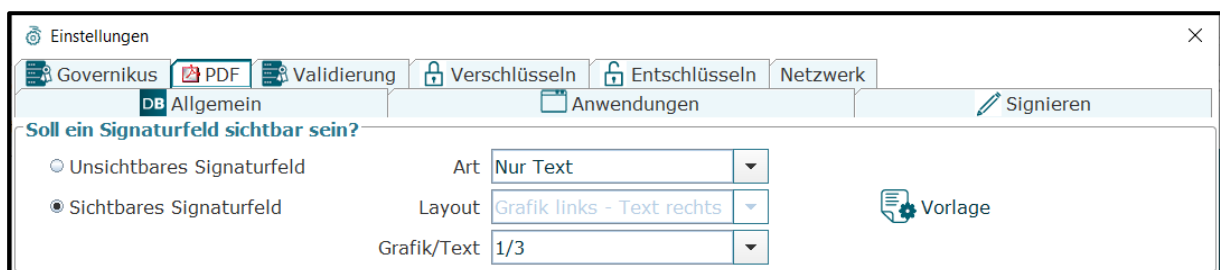 Einstellungen
Governikus PDF Validierung Verschlüsseln Entschlüsseln Netzwerk
DB Allgemein Anwendungen Signieren
Soll ein Signaturfeld sichtbar sein?
Unsichtbares Signaturfeld Art Nur Text
Sichtbares Signaturfeld Layout Grafik links - Text rechts Vorlage
Grafik/Text 1/3